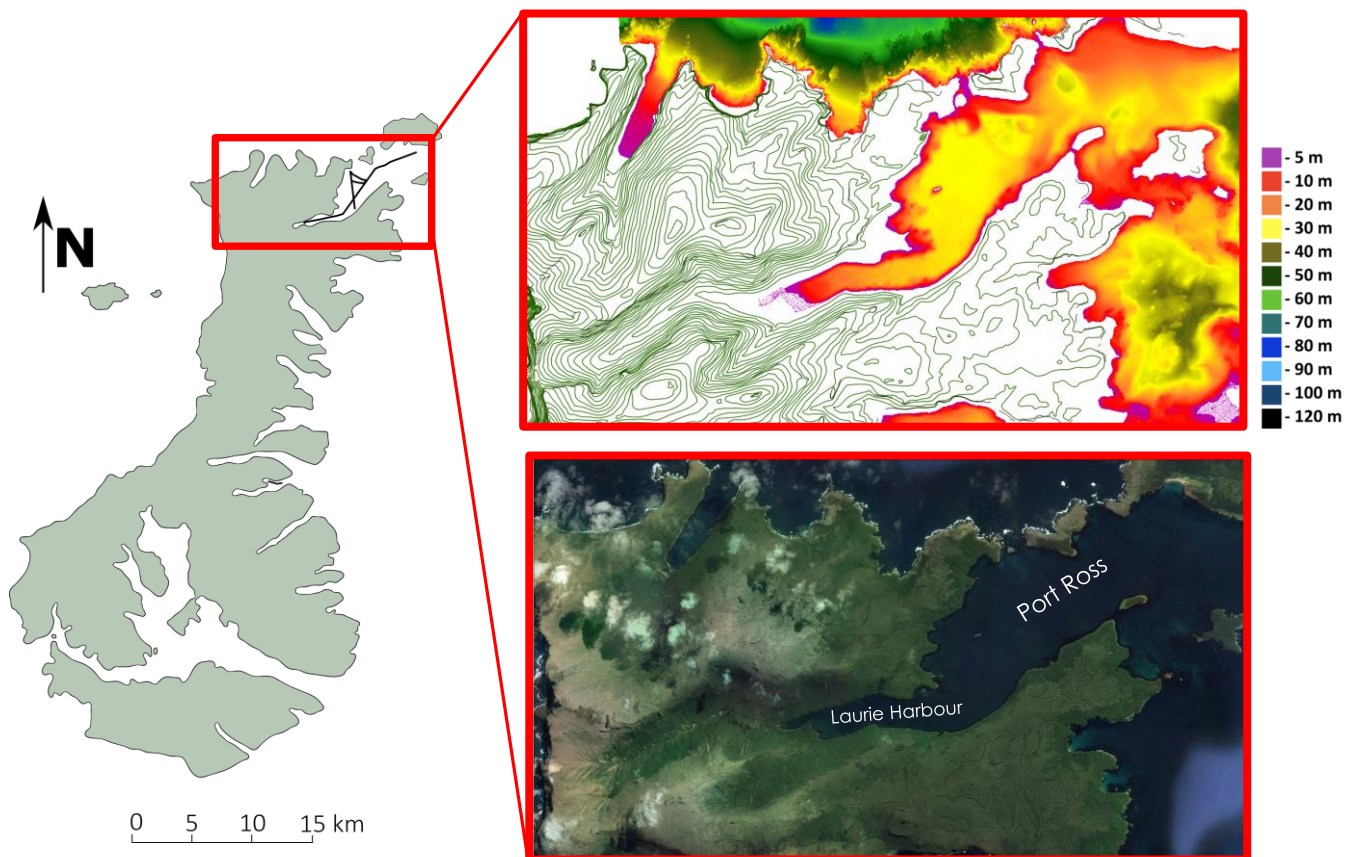 N
0 5 10 15 km
- 5 m
- 10 m
- 20 m
- 30 m
- 40 m
- 50 m
- 60 m
- 70 m
- 80 m
- 90 m
- 100 m
- 120 m
Port Ross
Laurie Harbour